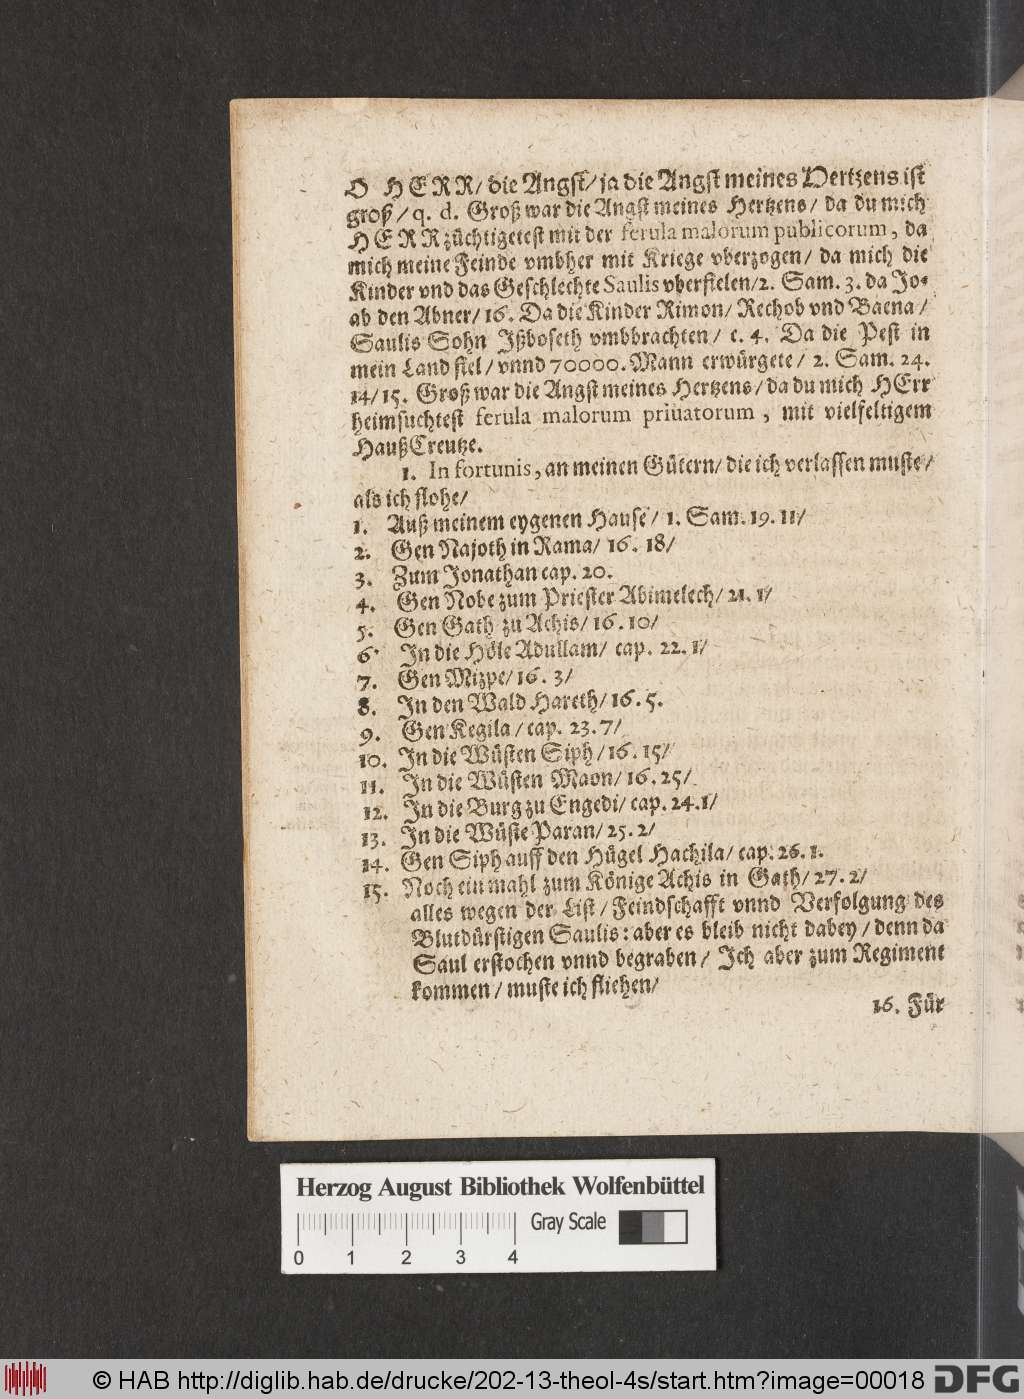 O HERR/ die Angst/ ja die Angst meines Hertzens ist
groß/ q. d. Groß war die Angst meines Hertzens/ da du mich
HERR züchtigetest mit der ferula malorum publicorum, da
mich meine Feinde vmbher mit Kriege vberzogen/ da mich die
Kinder vnd das Geschlechte Saulis vberfielen/2. Sam. 3. da Jo-
ab den Abner/ 16. Da die Kinder Rimon/ Rechob vnd Baena/
Saulis Sohn Jßboseth vmbbrachten/ c. 4. Da die Pest in
mein Land fiel/ vnnd 70000. Mann erwürgete/ 2. Sam. 24.
14/15. Groß war die Angst meines Hertzens/ da du mich HErr
heimsuchtest ferula malorum priuatorum, mit vielfeltigem
HaußCreutze.
1. In fortunis, an meinen Gütern/ die ich verlassen muste/
als ich flohe/
1. Auß meinem eygenen Hause/ 1. Sam. 19. 11/
2. Gen Najoth in Rama/ 16. 18/
3. Zum Jonathan cap. 20.
4. Gen Nobe zum Priester Abimelech/ 21. 1/
5. Gen Gath zu Achis/ 16. 10/
6. In die Höle Adullam/ cap. 22. 1/
7. Gen Mizpe/ 16. 3/
8. In den Wald Hareth/ 16. 5.
9. Gen Kegila/ cap. 23. 7/
10. In die Wüsten Siph/ 16. 15/
11. In die Wüsten Maon/ 16. 25/
12. In die Burg zu Engedi/ cap. 24. 1/
13. In die Wüste Paran/ 25. 2/
14. Gen Siph auff den Hügel Hachila/ cap. 26. 1.
15. Noch ein mahl zum Könige Achis in Gath/ 27. 2/
alles wegen der List/ Feindschafft vnnd Verfolgung des
Blutdürstigen Saulis: aber es bleib nicht dabey/ denn da
Saul erstochen vnnd begraben/ Jch aber zum Regiment
kommen/ muste ich fliehen/
16. Für
Herzog August Bibliothek Wolfenbüttel
Gray Scale
0 1 2 3 4
© HAB http://diglib.hab.de/drucke/202-13-theol-4s/start.htm?image=00018
DFG